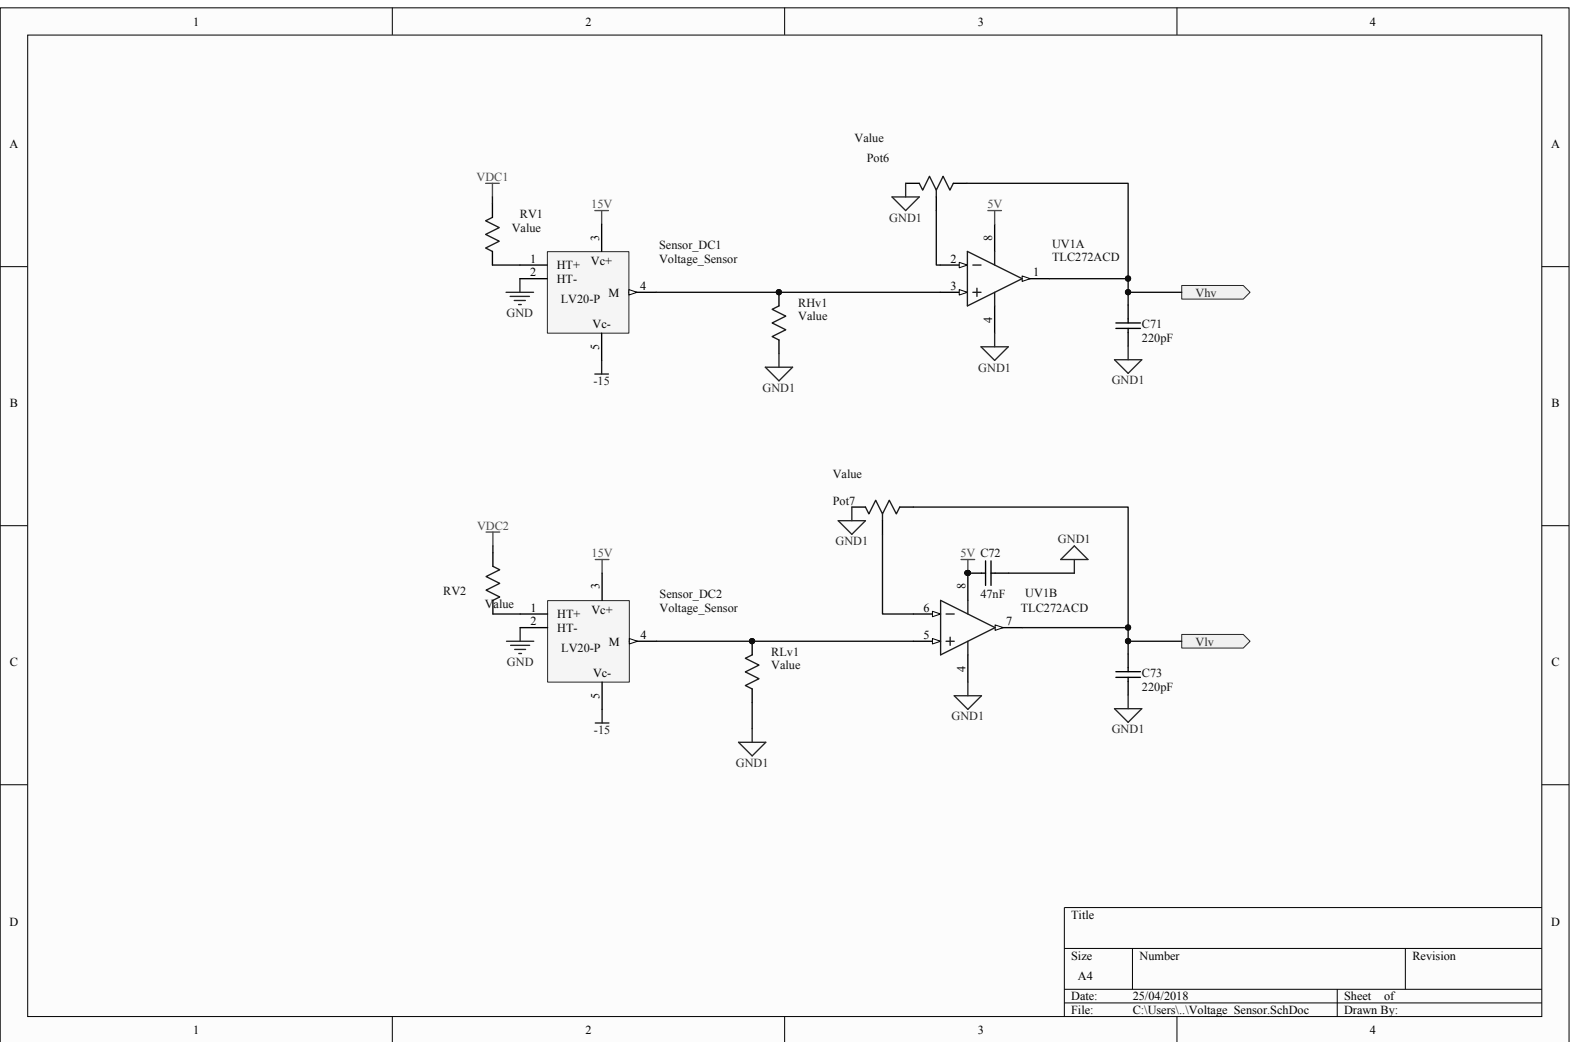 1 2 3 4
A A
Value
Pot6
VDC1
15V
RV1
Value
GND1
5V
3
8
Sensor_DC1
Voltage_Sensor
UV1A
TLC272ACD
1 HT+ Vc+
2 HT-
LV20-P M 4
Vc-
5
GND
-15
2
3
1
4
RHv1
Value
GND1
GND1
Vhv
C71
220pF
GND1
B B
Value
Pot7
VDC2
15V
GND1
5V C72
GND1
RV2
Value
3
8
47nF
Sensor_DC2
Voltage_Sensor
UV1B
TLC272ACD
1 HT+ Vc+
2 HT-
LV20-P M 4
Vc-
5
GND
-15
6
5
7
4
RLv1
Value
GND1
GND1
Vlv
C73
220pF
GND1
C C
D D
Title
Size Number Revision
A4
Date: 25/04/2018 Sheet of
File: C:\Users\..\Voltage_Sensor.SchDoc Drawn By:
1 2 3 4